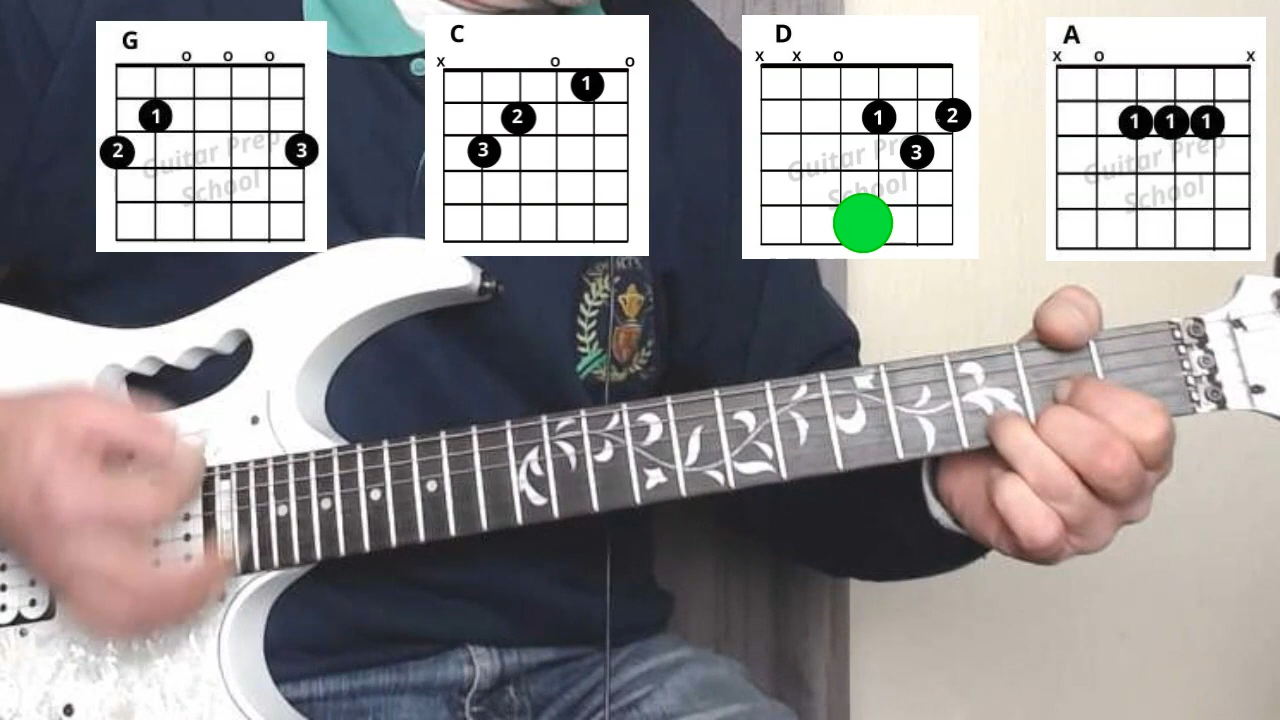 G
o o o
1
2 3
Guitar Prep
School
C
x o o
1
2
3
D
x x o
1 2
3
Guitar Pr
School
A
x o x
1 1 1
Guitar Prep
School